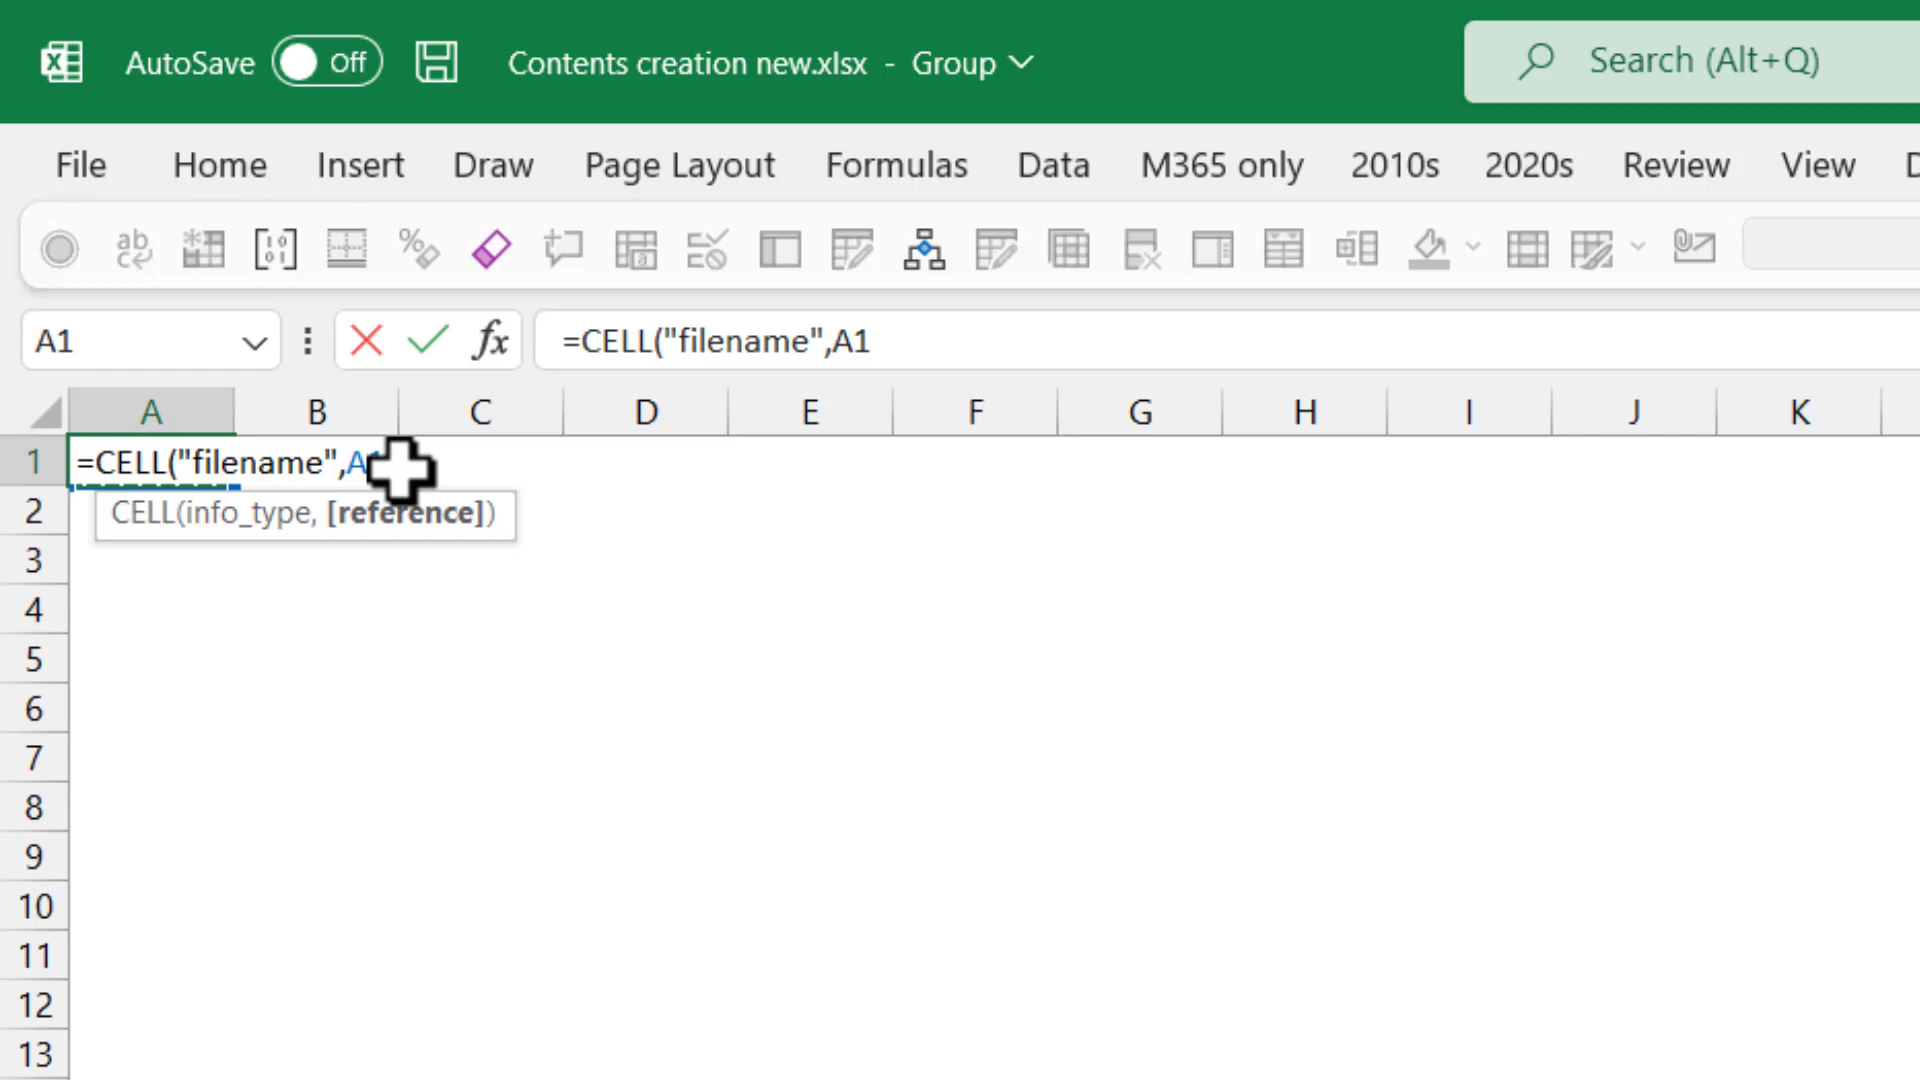 AutoSave Off Contents creation new.xlsx - Group Search (Alt+Q)
File Home Insert Draw Page Layout Formulas Data M365 only 2010s 2020s Review View
A1 fx =CELL("filename",A1
A B C D E F G H I J K
1 =CELL("filename",A
2 CELL(info_type, [reference])
3
4
5
6
7
8
9
10
11
12
13